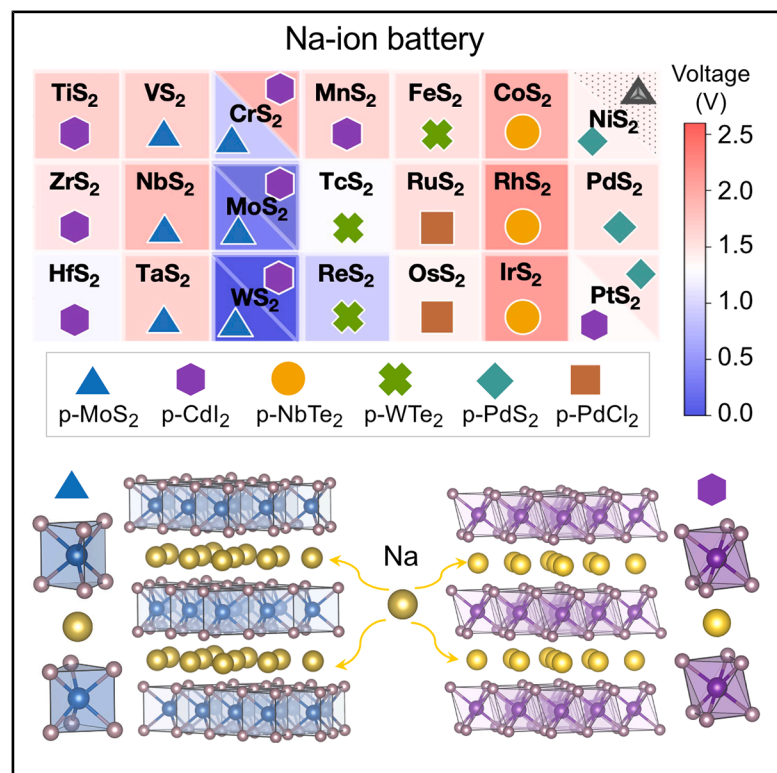 Na-ion battery
Voltage
(V)
TiS₂ VS₂ CrS₂ MnS₂ FeS₂ CoS₂ NiS₂
ZrS₂ NbS₂ MoS₂ TcS₂ RuS₂ RhS₂ PdS₂
HfS₂ TaS₂ WS₂ ReS₂ OsS₂ IrS₂ PtS₂
2.5
2.0
1.5
1.0
0.5
0.0
p-MoS₂ p-CdI₂ p-NbTe₂ p-WTe₂ p-PdS₂ p-PdCl₂
Na